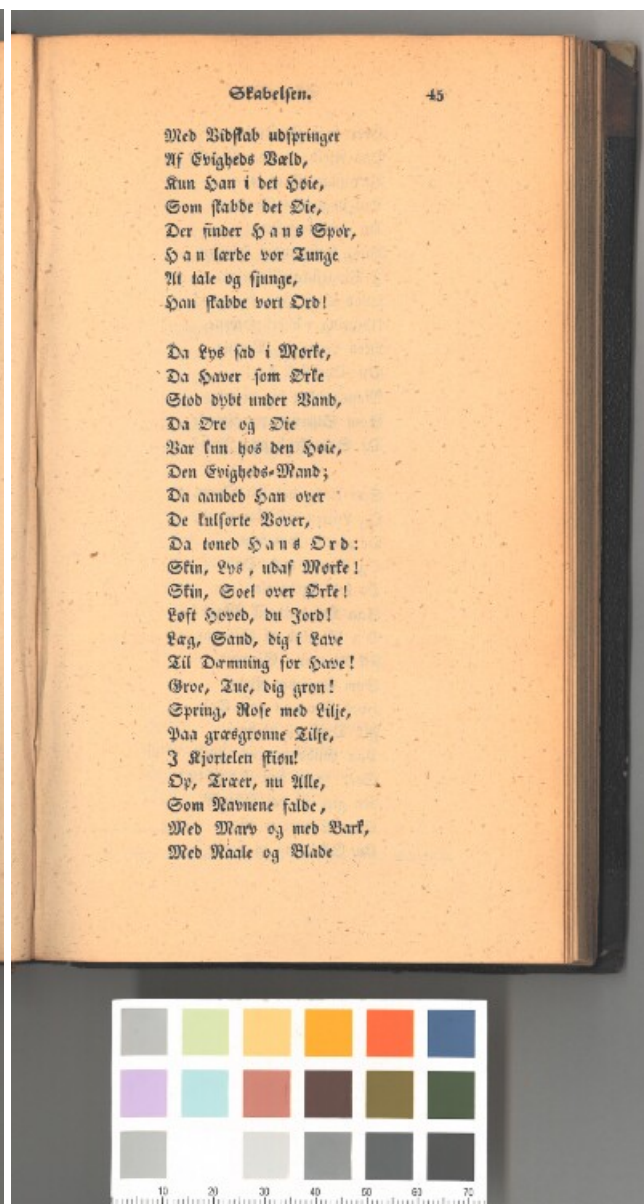 Skabelsen. 45
Med Vidskab udspringer
Af Evigheds Væld,
Kun Han i det Høie,
Som skabde det Øie,
Der finder Hans Spor,
Han lærde vor Tunge
At tale og sjunge,
Han skabde vort Ord!
Da Lys sad i Mørke,
Da Haver som Ørke
Stod dybt under Vand,
Da Øre og Øie
Var kun hos den Høie,
Den Evigheds-Mand;
Da aanded Han over
De kulsorte Vover,
Da toned Hans Ord:
Skin, Lys, udaf Mørke!
Skin, Soel over Ørke!
Løft Hoved, du Jord!
Læg, Sand, dig i Lave
Til Dæmning for Have!
Groe, Tue, dig grøn!
Spring, Rose med Lilje,
Paa græsgrønne Tilje,
I Kjortelen skiøn!
Op, Træer, nu Alle,
Som Navnene falde,
Med Marv og med Bark,
Med Naale og Blade
10 20 30 40 50 60 70